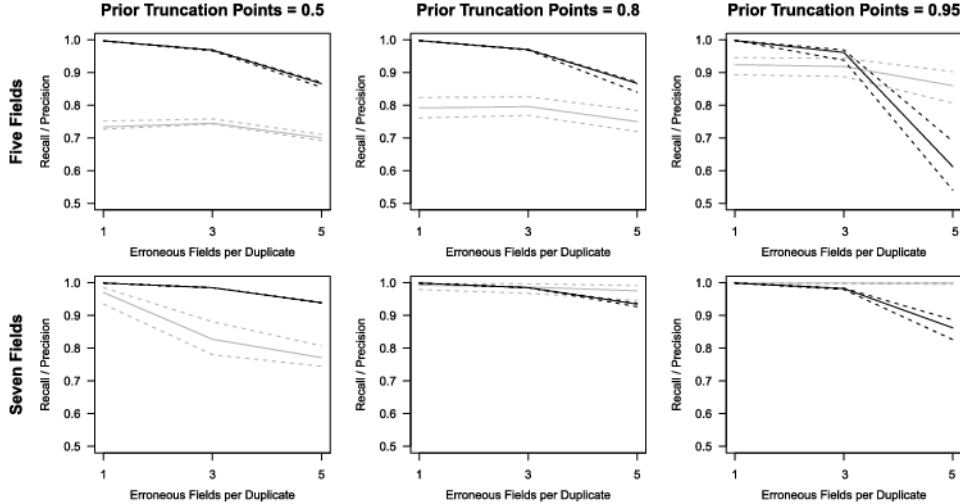 Prior Truncation Points = 0.5
Prior Truncation Points = 0.8
Prior Truncation Points = 0.95
Five Fields
Recall / Precision
1.0
0.9
0.8
0.7
0.6
0.5
1 3 5
Erroneous Fields per Duplicate
Recall / Precision
1.0
0.9
0.8
0.7
0.6
0.5
1 3 5
Erroneous Fields per Duplicate
Recall / Precision
1.0
0.9
0.8
0.7
0.6
0.5
1 3 5
Erroneous Fields per Duplicate
Seven Fields
Recall / Precision
1.0
0.9
0.8
0.7
0.6
0.5
1 3 5
Erroneous Fields per Duplicate
Recall / Precision
1.0
0.9
0.8
0.7
0.6
0.5
1 3 5
Erroneous Fields per Duplicate
Recall / Precision
1.0
0.9
0.8
0.7
0.6
0.5
1 3 5
Erroneous Fields per Duplicate